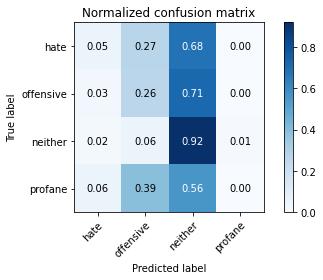 Normalized confusion matrix
True label
hate 0.05 0.27 0.68 0.00
offensive 0.03 0.26 0.71 0.00
neither 0.02 0.06 0.92 0.01
profane 0.06 0.39 0.56 0.00
hate offensive neither profane
Predicted label
0.8
0.6
0.4
0.2
0.0